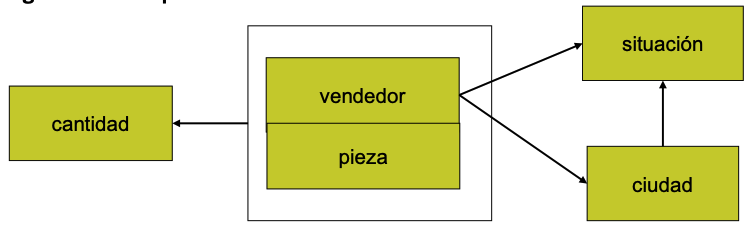 situación
vendedor
cantidad
pieza
ciudad